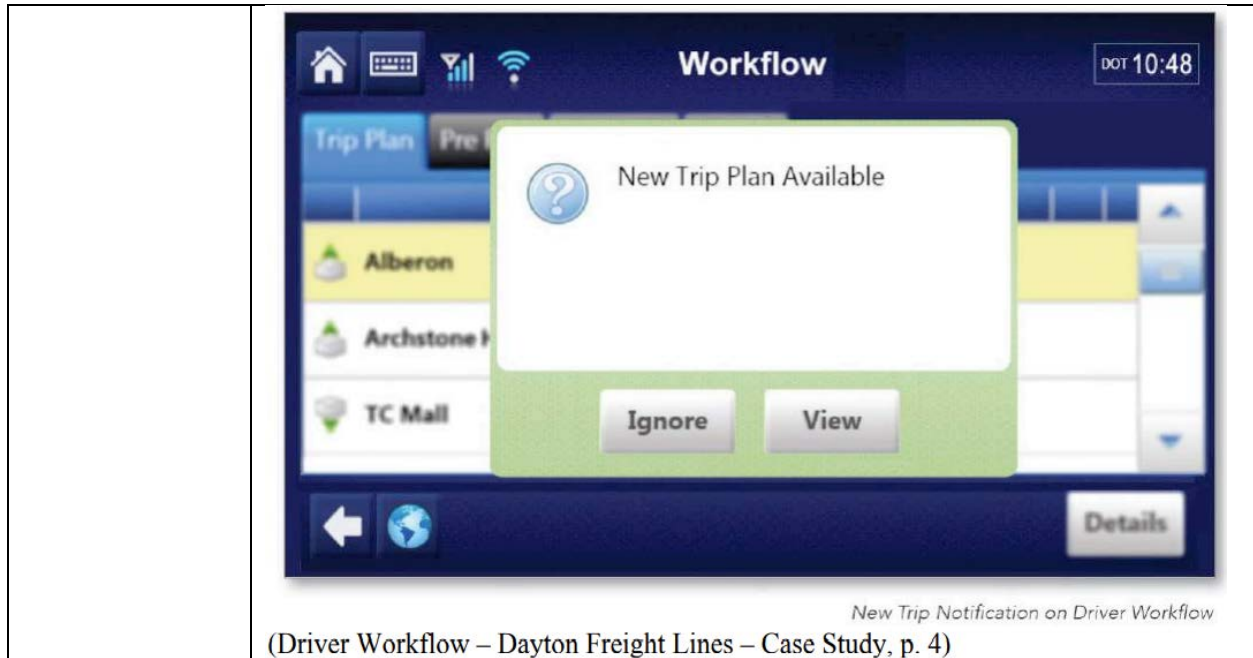 Workflow
DOT 10:48
Trip Plan Pre
New Trip Plan Available
Alberon
Archstone H
TC Mall
Ignore View
Details
New Trip Notification on Driver Workflow
(Driver Workflow – Dayton Freight Lines – Case Study, p. 4)